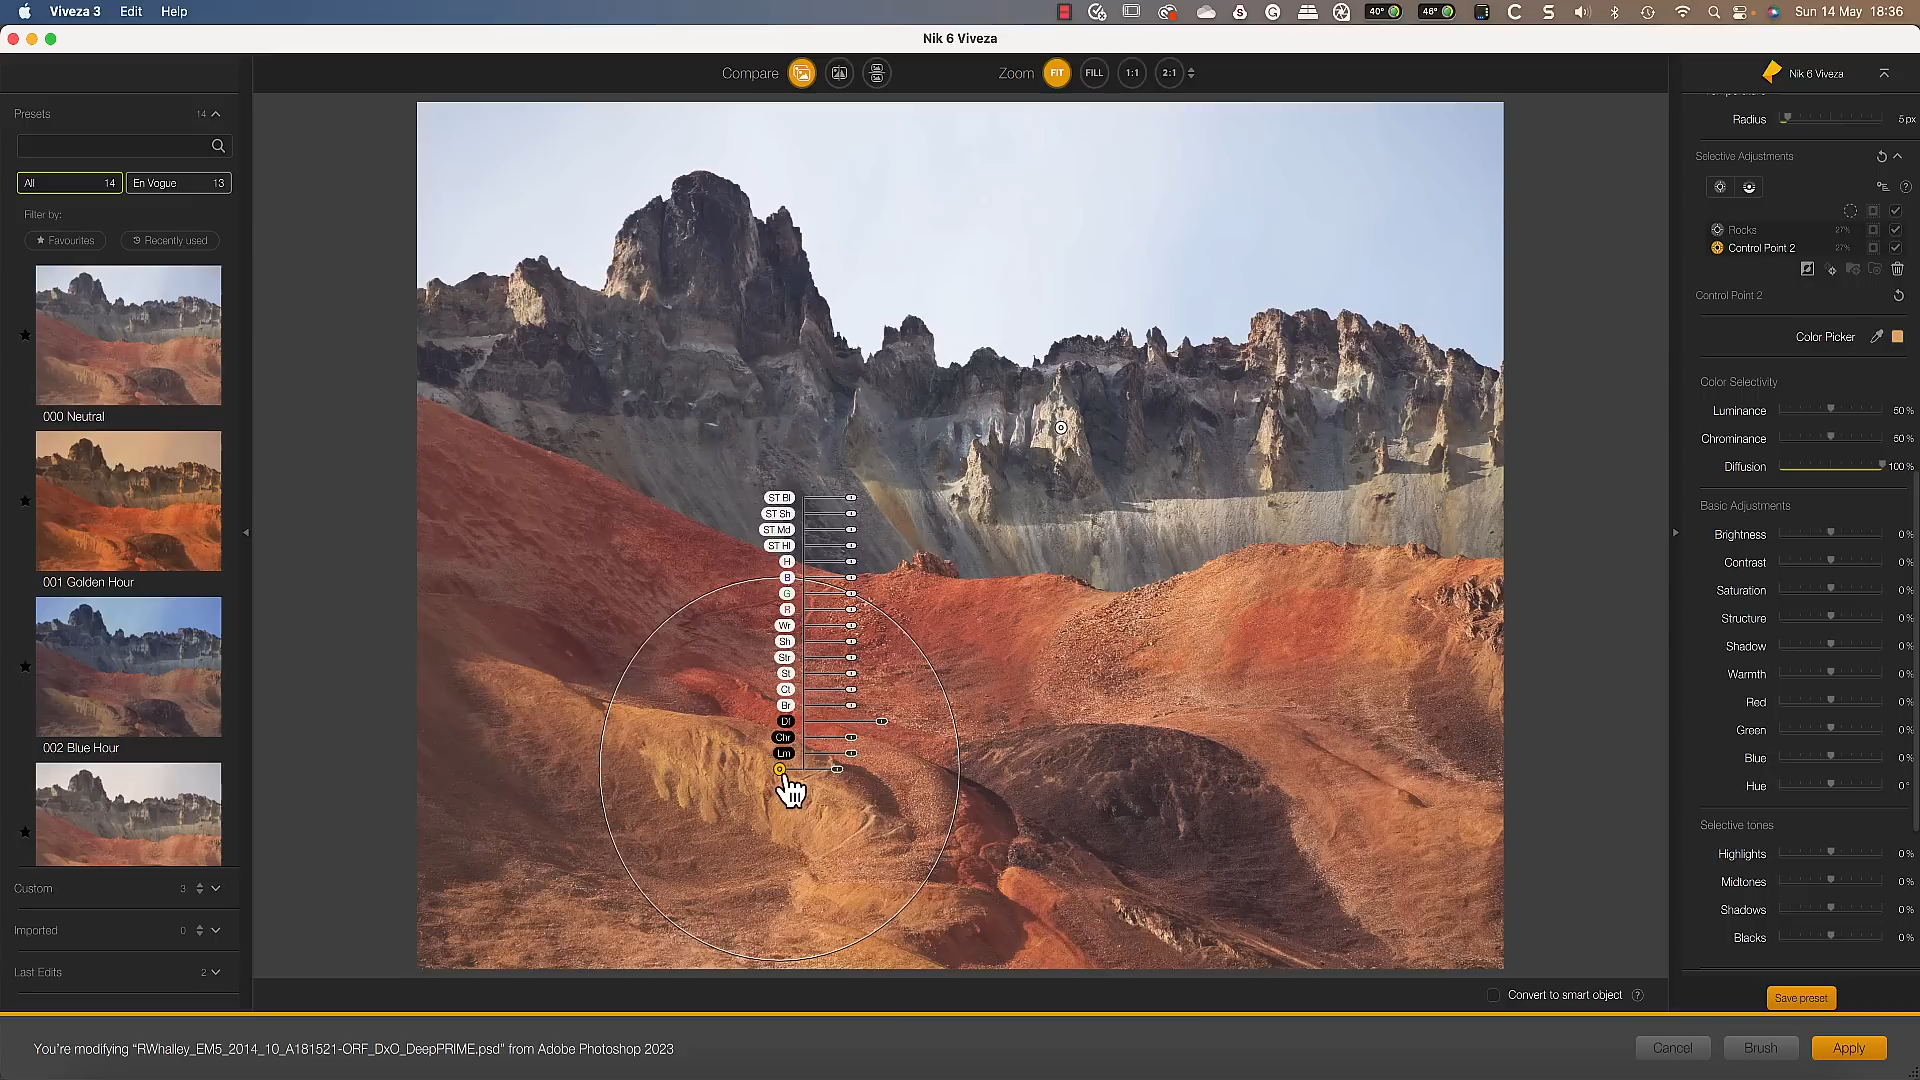 Viveza 3 Edit Help
40° 46° Sun 14 May 18:36
Nik 6 Viveza
Compare Zoom FIT FILL 1:1 2:1
Nik 6 Viveza
Presets 14
All 14 En Vogue 13
Filter by:
Favourites Recently used
000 Neutral
001 Golden Hour
002 Blue Hour
Custom 3
Imported 0
Last Edits 2
ST Bl
ST Sh
ST Md
ST Hl
H
B
G
R
Wr
Sh
Str
St
Ct
Br
Df
Chr
Lm
Temperature
Radius 5 px
Selective Adjustments
Rocks 27%
Control Point 2 27%
Control Point 2
Color Picker
Color Selectivity
Luminance 50 %
Chrominance 50 %
Diffusion 100 %
Basic Adjustments
Brightness 0 %
Contrast 0 %
Saturation 0 %
Structure 0 %
Shadow 0 %
Warmth 0 %
Red 0 %
Green 0 %
Blue 0 %
Hue 0 °
Selective tones
Highlights 0 %
Midtones 0 %
Shadows 0 %
Blacks 0 %
Convert to smart object ?
Save preset
You're modifying “RWhalley_EM5_2014_10_A181521-ORF_DxO_DeepPRIME.psd” from Adobe Photoshop 2023
Cancel Brush Apply